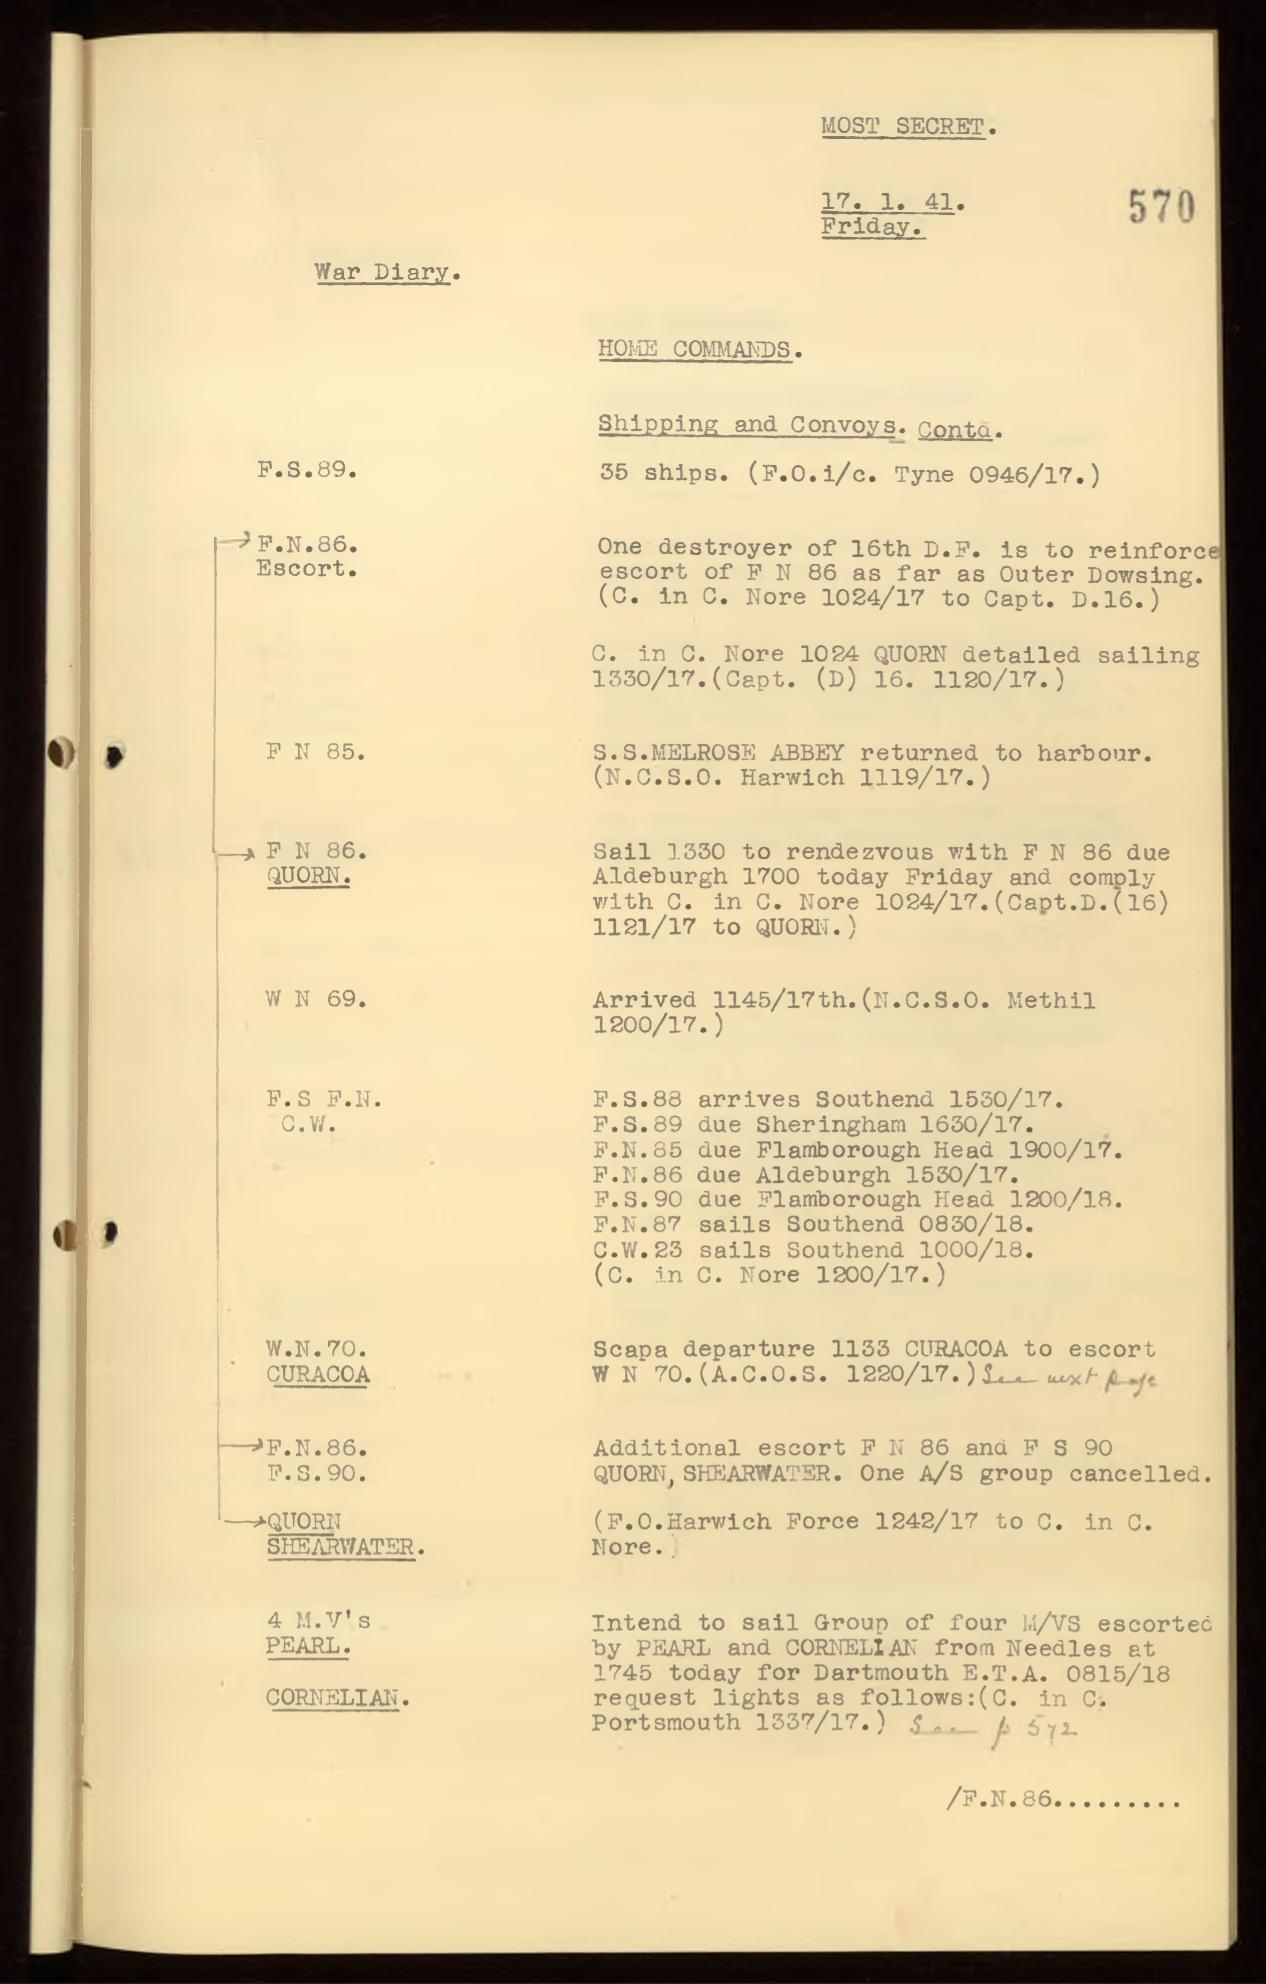 MOST SECRET.
17. 1. 41.
570
Friday.
War Diary.
HOME COMMANDS.
Shipping and Convoys. Contd.
F.S.89.
35 ships. (F.O.i/c. Tyne 0946/17.)
F.N.86.
Escort.
One destroyer of 16th D.F. is to reinforce
escort of F N 86 as far as Outer Dowsing.
(C. in C. Nore 1024/17 to Capt. D.16.)
C. in C. Nore 1024 QUORN detailed sailing
1330/17.(Capt. (D) 16. 1120/17.)
F N 85.
S.S.MELROSE ABBEY returned to harbour.
(N.C.S.O. Harwich 1119/17.)
F N 86.
QUORN.
Sail 1330 to rendezvous with F N 86 due
Aldeburgh 1700 today Friday and comply
with C. in C. Nore 1024/17.(Capt.D.(16)
1121/17 to QUORN.)
W N 69.
Arrived 1145/17th.(N.C.S.O. Methil
1200/17.)
F.S F.N.
C.W.
F.S.88 arrives Southend 1530/17.
F.S.89 due Sheringham 1630/17.
F.N.85 due Flamborough Head 1900/17.
F.N.86 due Aldeburgh 1530/17.
F.S.90 due Flamborough Head 1200/18.
F.N.87 sails Southend 0830/18.
C.W.23 sails Southend 1000/18.
(C. in C. Nore 1200/17.)
W.N.70.
CURACOA
Scapa departure 1133 CURACOA to escort
W N 70.(A.C.O.S. 1220/17.) See next page
F.N.86.
F.S.90.
Additional escort F N 86 and F S 90
QUORN, SHEARWATER. One A/S group cancelled.
QUORN
SHEARWATER.
(F.O.Harwich Force 1242/17 to C. in C.
Nore.)
4 M.V's
PEARL.
CORNELIAN.
Intend to sail Group of four M/VS escorted
by PEARL and CORNELIAN from Needles at
1745 today for Dartmouth E.T.A. 0815/18
request lights as follows:(C. in C.
Portsmouth 1337/17.) See p 572
/F.N.86.........